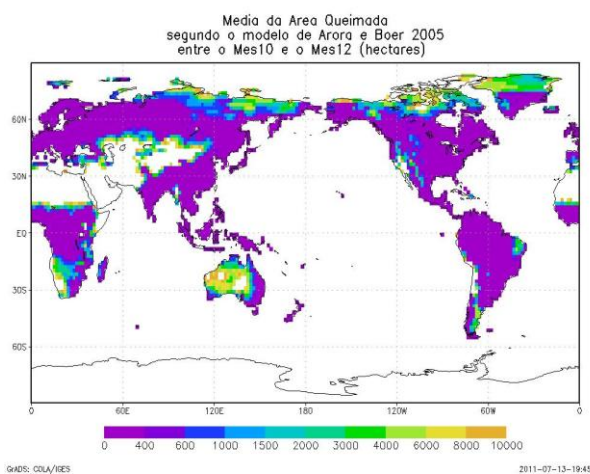 Media da Area Queimada
segundo o modelo de Arora e Boer 2005
entre o Mes10 e o Mes12 (hectares)
60N
30N
EQ
30S
60S
0 60E 120E 180 120W 60W 0
0 400 600 1000 1500 2000 3000 4000 6000 8000 10000
GrADS: COLA/IGES 2011-07-13-19:45